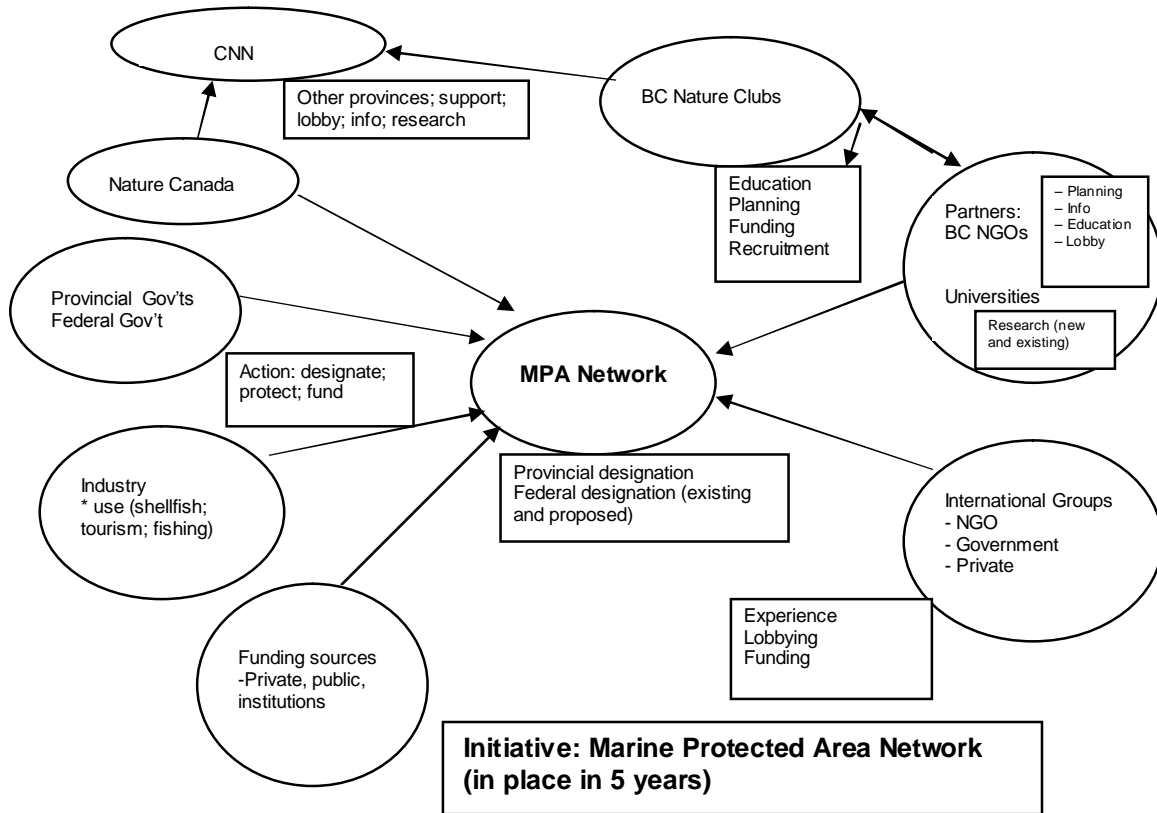 CNN
Other provinces; support;
lobby; info; research
BC Nature Clubs
Nature Canada
Education
Planning
Funding
Recruitment
Partners:
BC NGOs
– Planning
– Info
– Education
– Lobby
Universities
Research (new
and existing)
Provincial Gov’ts
Federal Gov’t
Action: designate;
protect; fund
MPA Network
Provincial designation
Federal designation (existing
and proposed)
Industry
* use (shellfish;
tourism; fishing)
International Groups
- NGO
- Government
- Private
Experience
Lobbying
Funding
Funding sources
-Private, public,
institutions
Initiative: Marine Protected Area Network
(in place in 5 years)